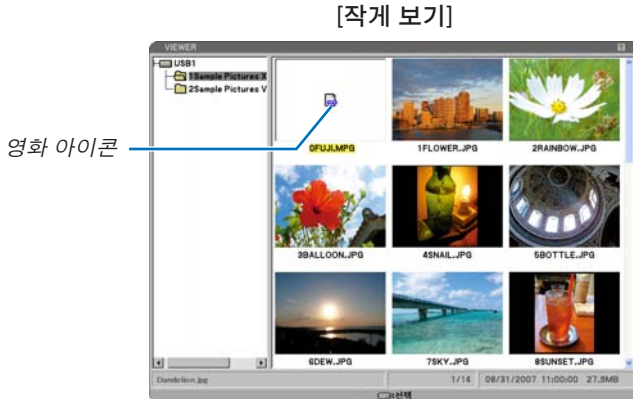 [작게 보기]
VIEWER
USB1
1Sample Pictures X
2Sample Pictures V
영화 아이콘
0FUJI.MPG
1FLOWER.JPG
2RAINBOW.JPG
3BALLOON.JPG
4SNAIL.JPG
5BOTTLE.JPG
6DEW.JPG
7SKY.JPG
8SUNSET.JPG
Dandelion.jpg
1/14
08/31/2007 11:00:00 27.9MB
:선택